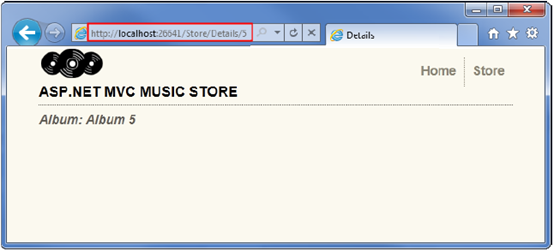 http://localhost:26641/Store/Details/5
Details
Home
Store
ASP.NET MVC MUSIC STORE
Album: Album 5